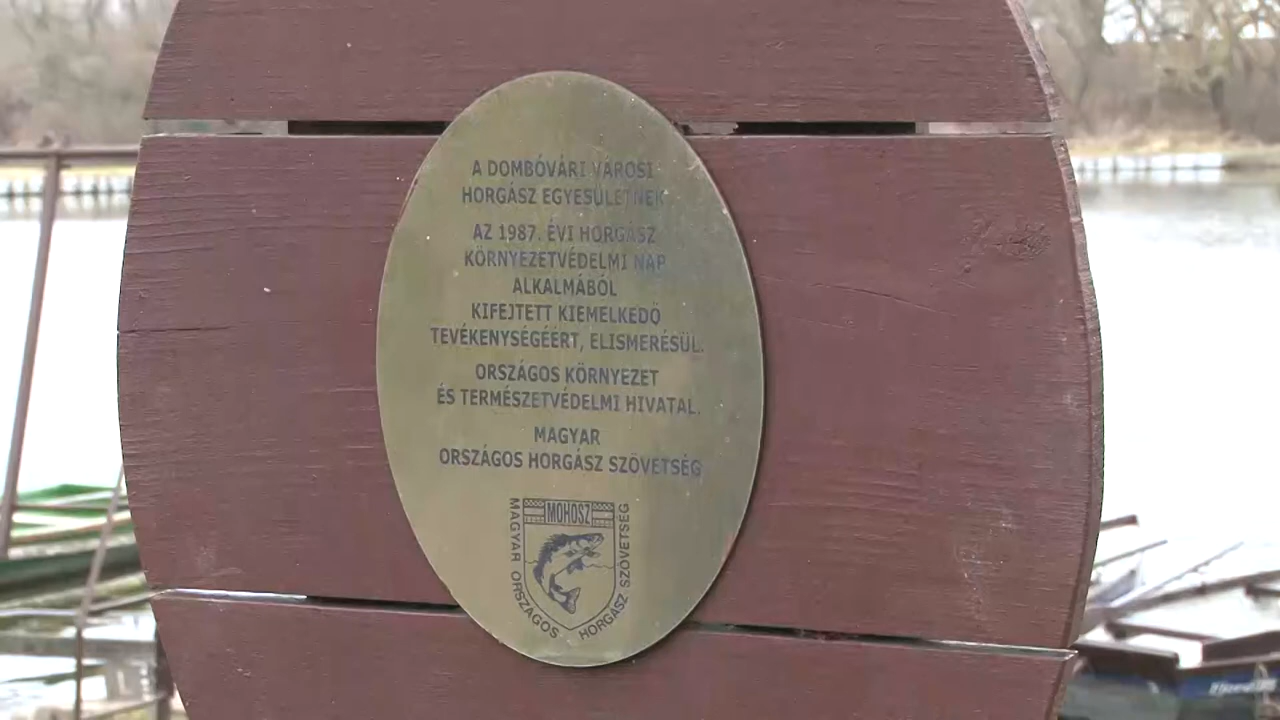 A DOMBÓVÁRI VÁROSI
HORGÁSZ EGYESÜLETNEK
AZ 1987. ÉVI HORGÁSZ
KÖRNYEZETVÉDELMI NAP
ALKALMÁBÓL
KIFEJTETT KIEMELKEDŐ
TEVÉKENYSÉGÉÉRT, ELISMERÉSÜL.
ORSZÁGOS KÖRNYEZET
ÉS TERMÉSZETVÉDELMI HIVATAL.
MAGYAR
ORSZÁGOS HORGÁSZ SZÖVETSÉG
MOHOSZ
MAGYAR ORSZÁGOS HORGÁSZ SZÖVETSÉG